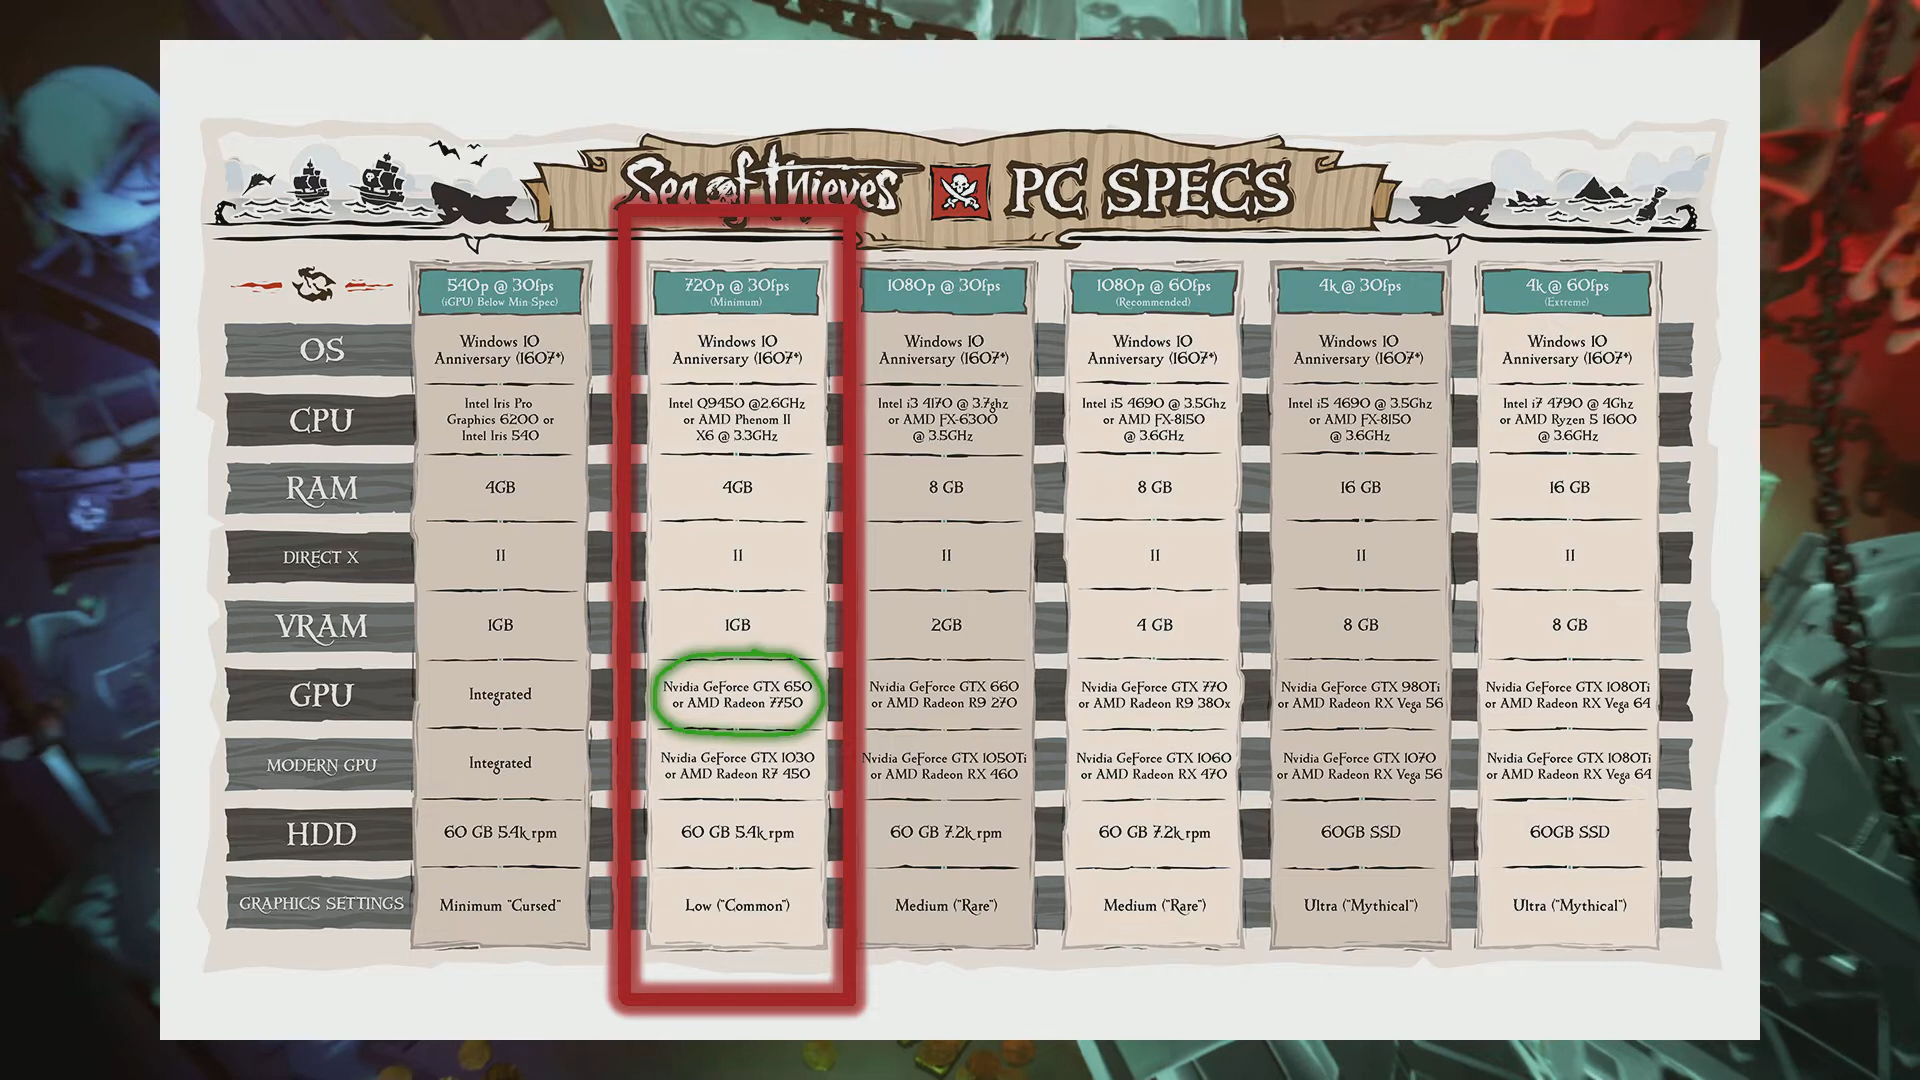 Sea of Thieves PC SPECS
540p @ 30fps
(iGPU) Below Min Spec)
720p @ 30fps
(Minimum)
1080p @ 30fps
1080p @ 60fps
(Recommended)
4k @ 30fps
4k @ 60fps
(Extreme)
OS
Windows 10
Anniversary (1607*)
Windows 10
Anniversary (1607*)
Windows 10
Anniversary (1607*)
Windows 10
Anniversary (1607*)
Windows 10
Anniversary (1607*)
Windows 10
Anniversary (1607*)
CPU
Intel Iris Pro
Graphics 6200 or
Intel Iris 540
Intel Q9450 @2.6GHz
or AMD Phenom II
X6 @ 3.3GHz
Intel i3 4170 @ 3.7ghz
or AMD FX-6300
@ 3.5GHz
Intel i5 4690 @ 3.5Ghz
or AMD FX-8150
@ 3.6GHz
Intel i5 4690 @ 3.5Ghz
or AMD FX-8150
@ 3.6GHz
Intel i7 4790 @ 4Ghz
or AMD Ryzen 5 1600
@ 3.6GHz
RAM
4GB
4GB
8 GB
8 GB
16 GB
16 GB
DIRECT X
11
11
11
11
11
11
VRAM
1GB
1GB
2GB
4 GB
8 GB
8 GB
GPU
Integrated
Nvidia GeForce GTX 650
or AMD Radeon 7750
Nvidia GeForce GTX 660
or AMD Radeon R9 270
Nvidia GeForce GTX 770
or AMD Radeon R9 380x
Nvidia GeForce GTX 980Ti
or AMD Radeon RX Vega 56
Nvidia GeForce GTX 1080Ti
or AMD Radeon RX Vega 64
MODERN GPU
Integrated
Nvidia GeForce GTX 1030
or AMD Radeon R7 450
Nvidia GeForce GTX 1050Ti
or AMD Radeon RX 460
Nvidia GeForce GTX 1060
or AMD Radeon RX 470
Nvidia GeForce GTX 1070
or AMD Radeon RX Vega 56
Nvidia GeForce GTX 1080Ti
or AMD Radeon RX Vega 64
HDD
60 GB 5.4k rpm
60 GB 5.4k rpm
60 GB 7.2k rpm
60 GB 7.2k rpm
60GB SSD
60GB SSD
GRAPHICS SETTINGS
Minimum "Cursed"
Low ("Common")
Medium ("Rare")
Medium ("Rare")
Ultra ("Mythical")
Ultra ("Mythical")